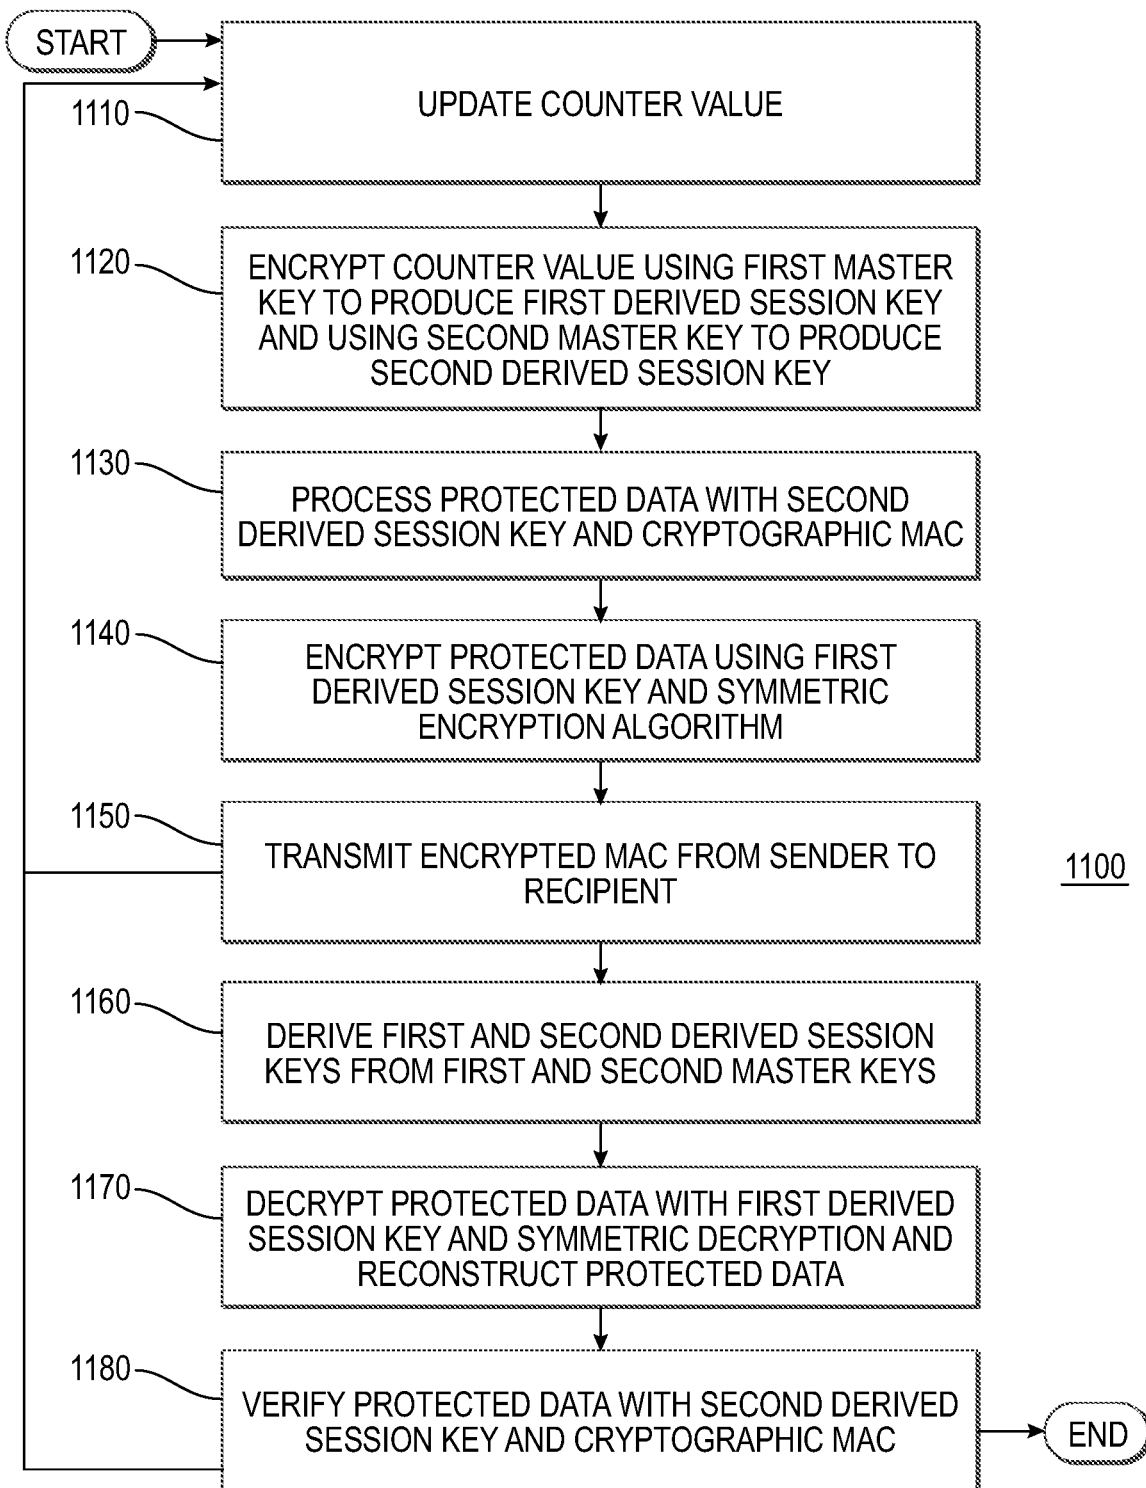 START
UPDATE COUNTER VALUE
1110
1120
ENCRYPT COUNTER VALUE USING FIRST MASTER
KEY TO PRODUCE FIRST DERIVED SESSION KEY
AND USING SECOND MASTER KEY TO PRODUCE
SECOND DERIVED SESSION KEY
1130
PROCESS PROTECTED DATA WITH SECOND
DERIVED SESSION KEY AND CRYPTOGRAPHIC MAC
1140
ENCRYPT PROTECTED DATA USING FIRST
DERIVED SESSION KEY AND SYMMETRIC
ENCRYPTION ALGORITHM
1150
TRANSMIT ENCRYPTED MAC FROM SENDER TO
RECIPIENT
1100
1160
DERIVE FIRST AND SECOND DERIVED SESSION
KEYS FROM FIRST AND SECOND MASTER KEYS
1170
DECRYPT PROTECTED DATA WITH FIRST DERIVED
SESSION KEY AND SYMMETRIC DECRYPTION AND
RECONSTRUCT PROTECTED DATA
1180
VERIFY PROTECTED DATA WITH SECOND DERIVED
SESSION KEY AND CRYPTOGRAPHIC MAC
END